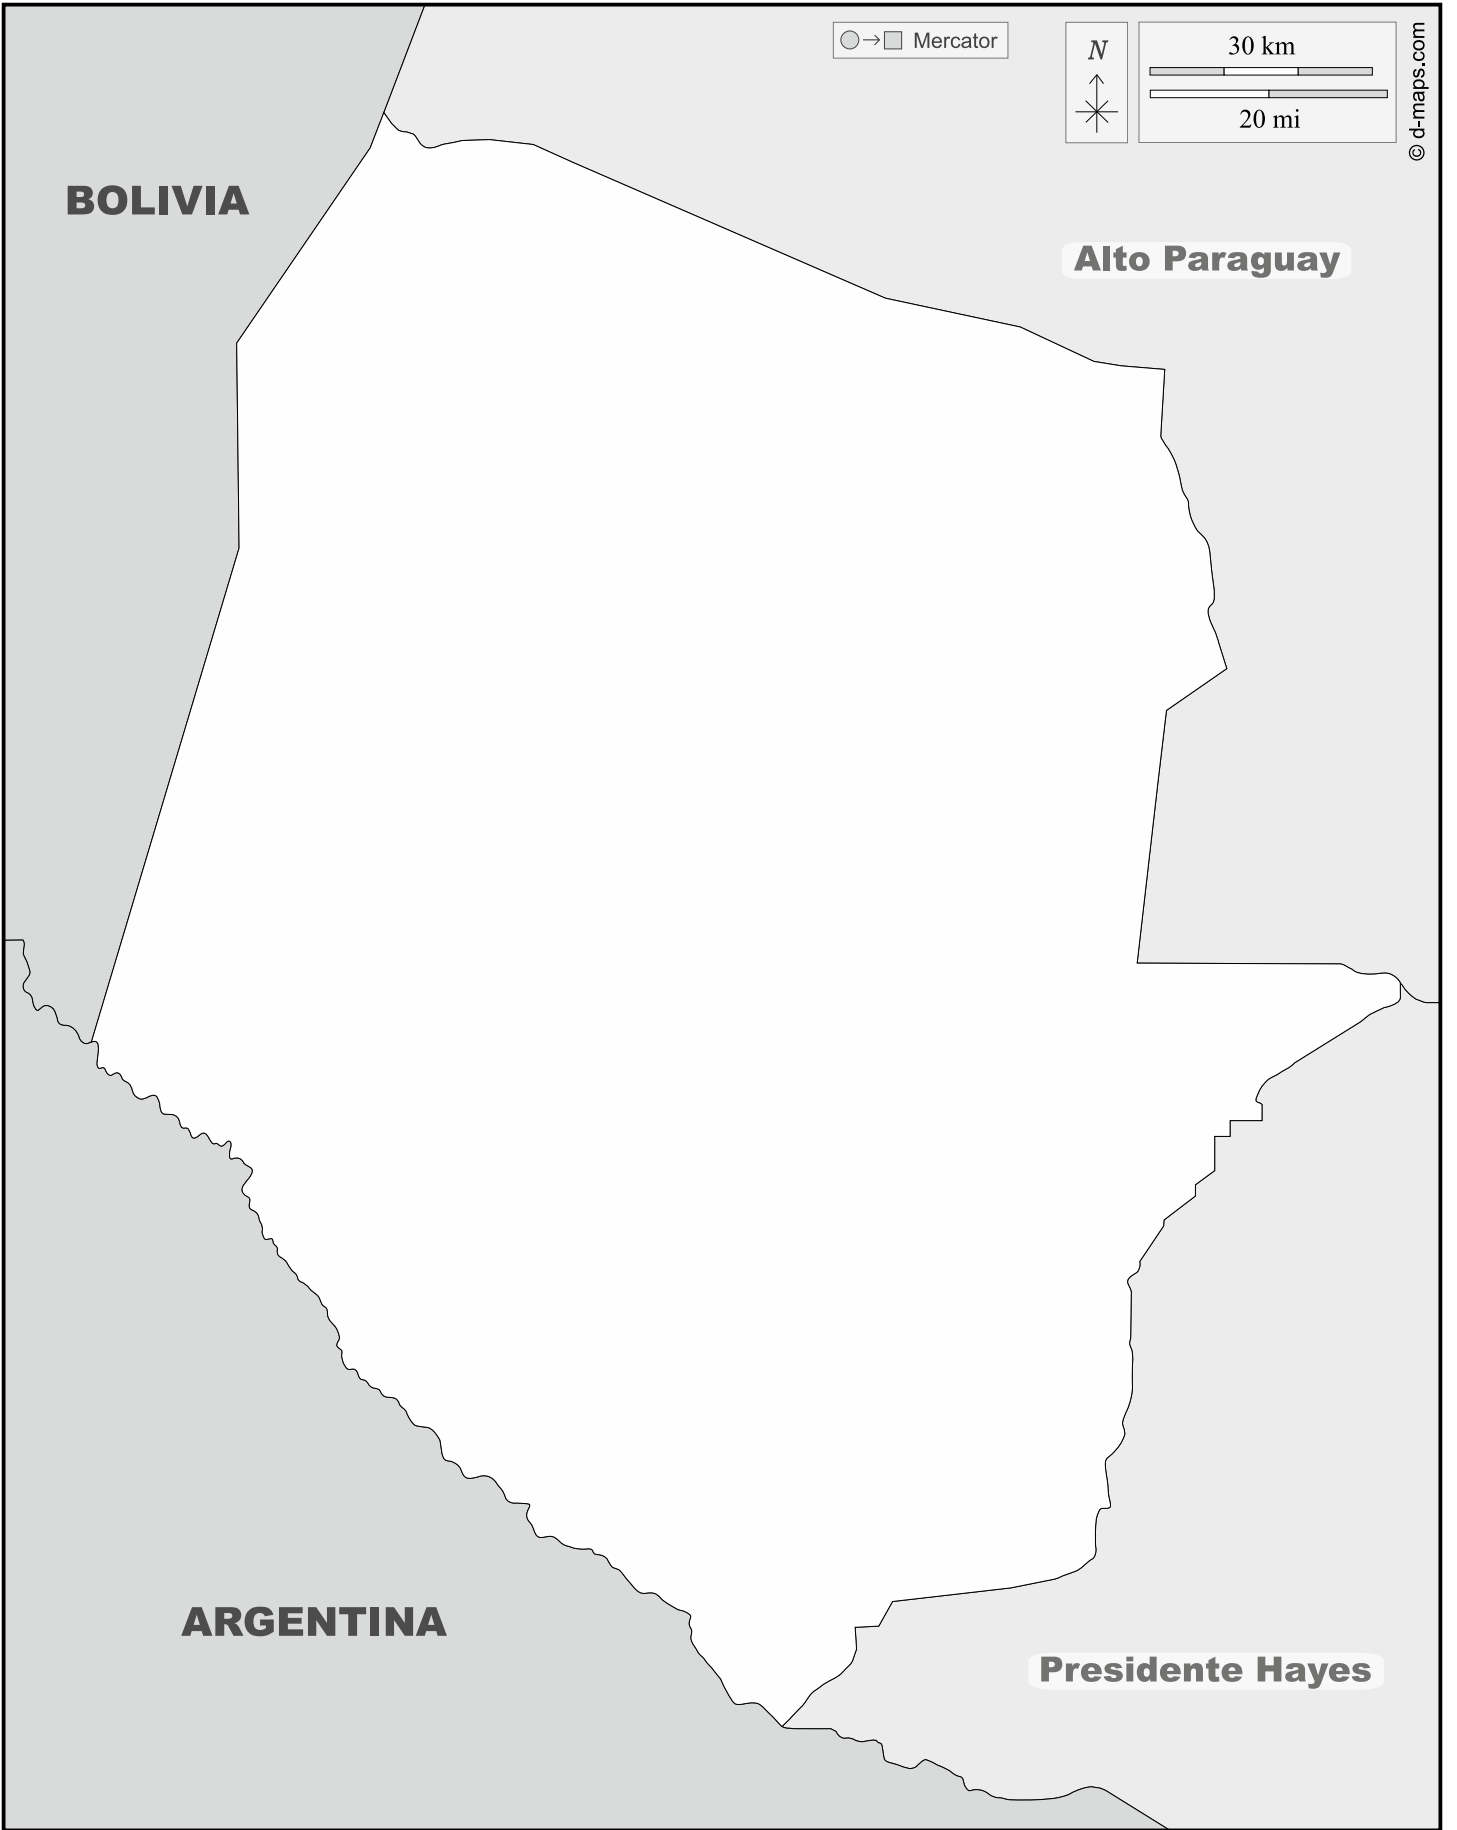 Mercator
N
30 km
20 mi
© d-maps.com
BOLIVIA
Alto Paraguay
ARGENTINA
Presidente Hayes